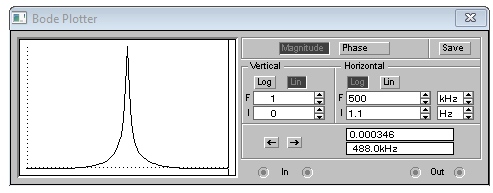 Bode Plotter
Magnitude Phase Save
Vertical Horizontal
Log Lin Log Lin
F 1 F 500 kHz
I 0 I 1.1 Hz
0.000346
488.0kHz
In Out